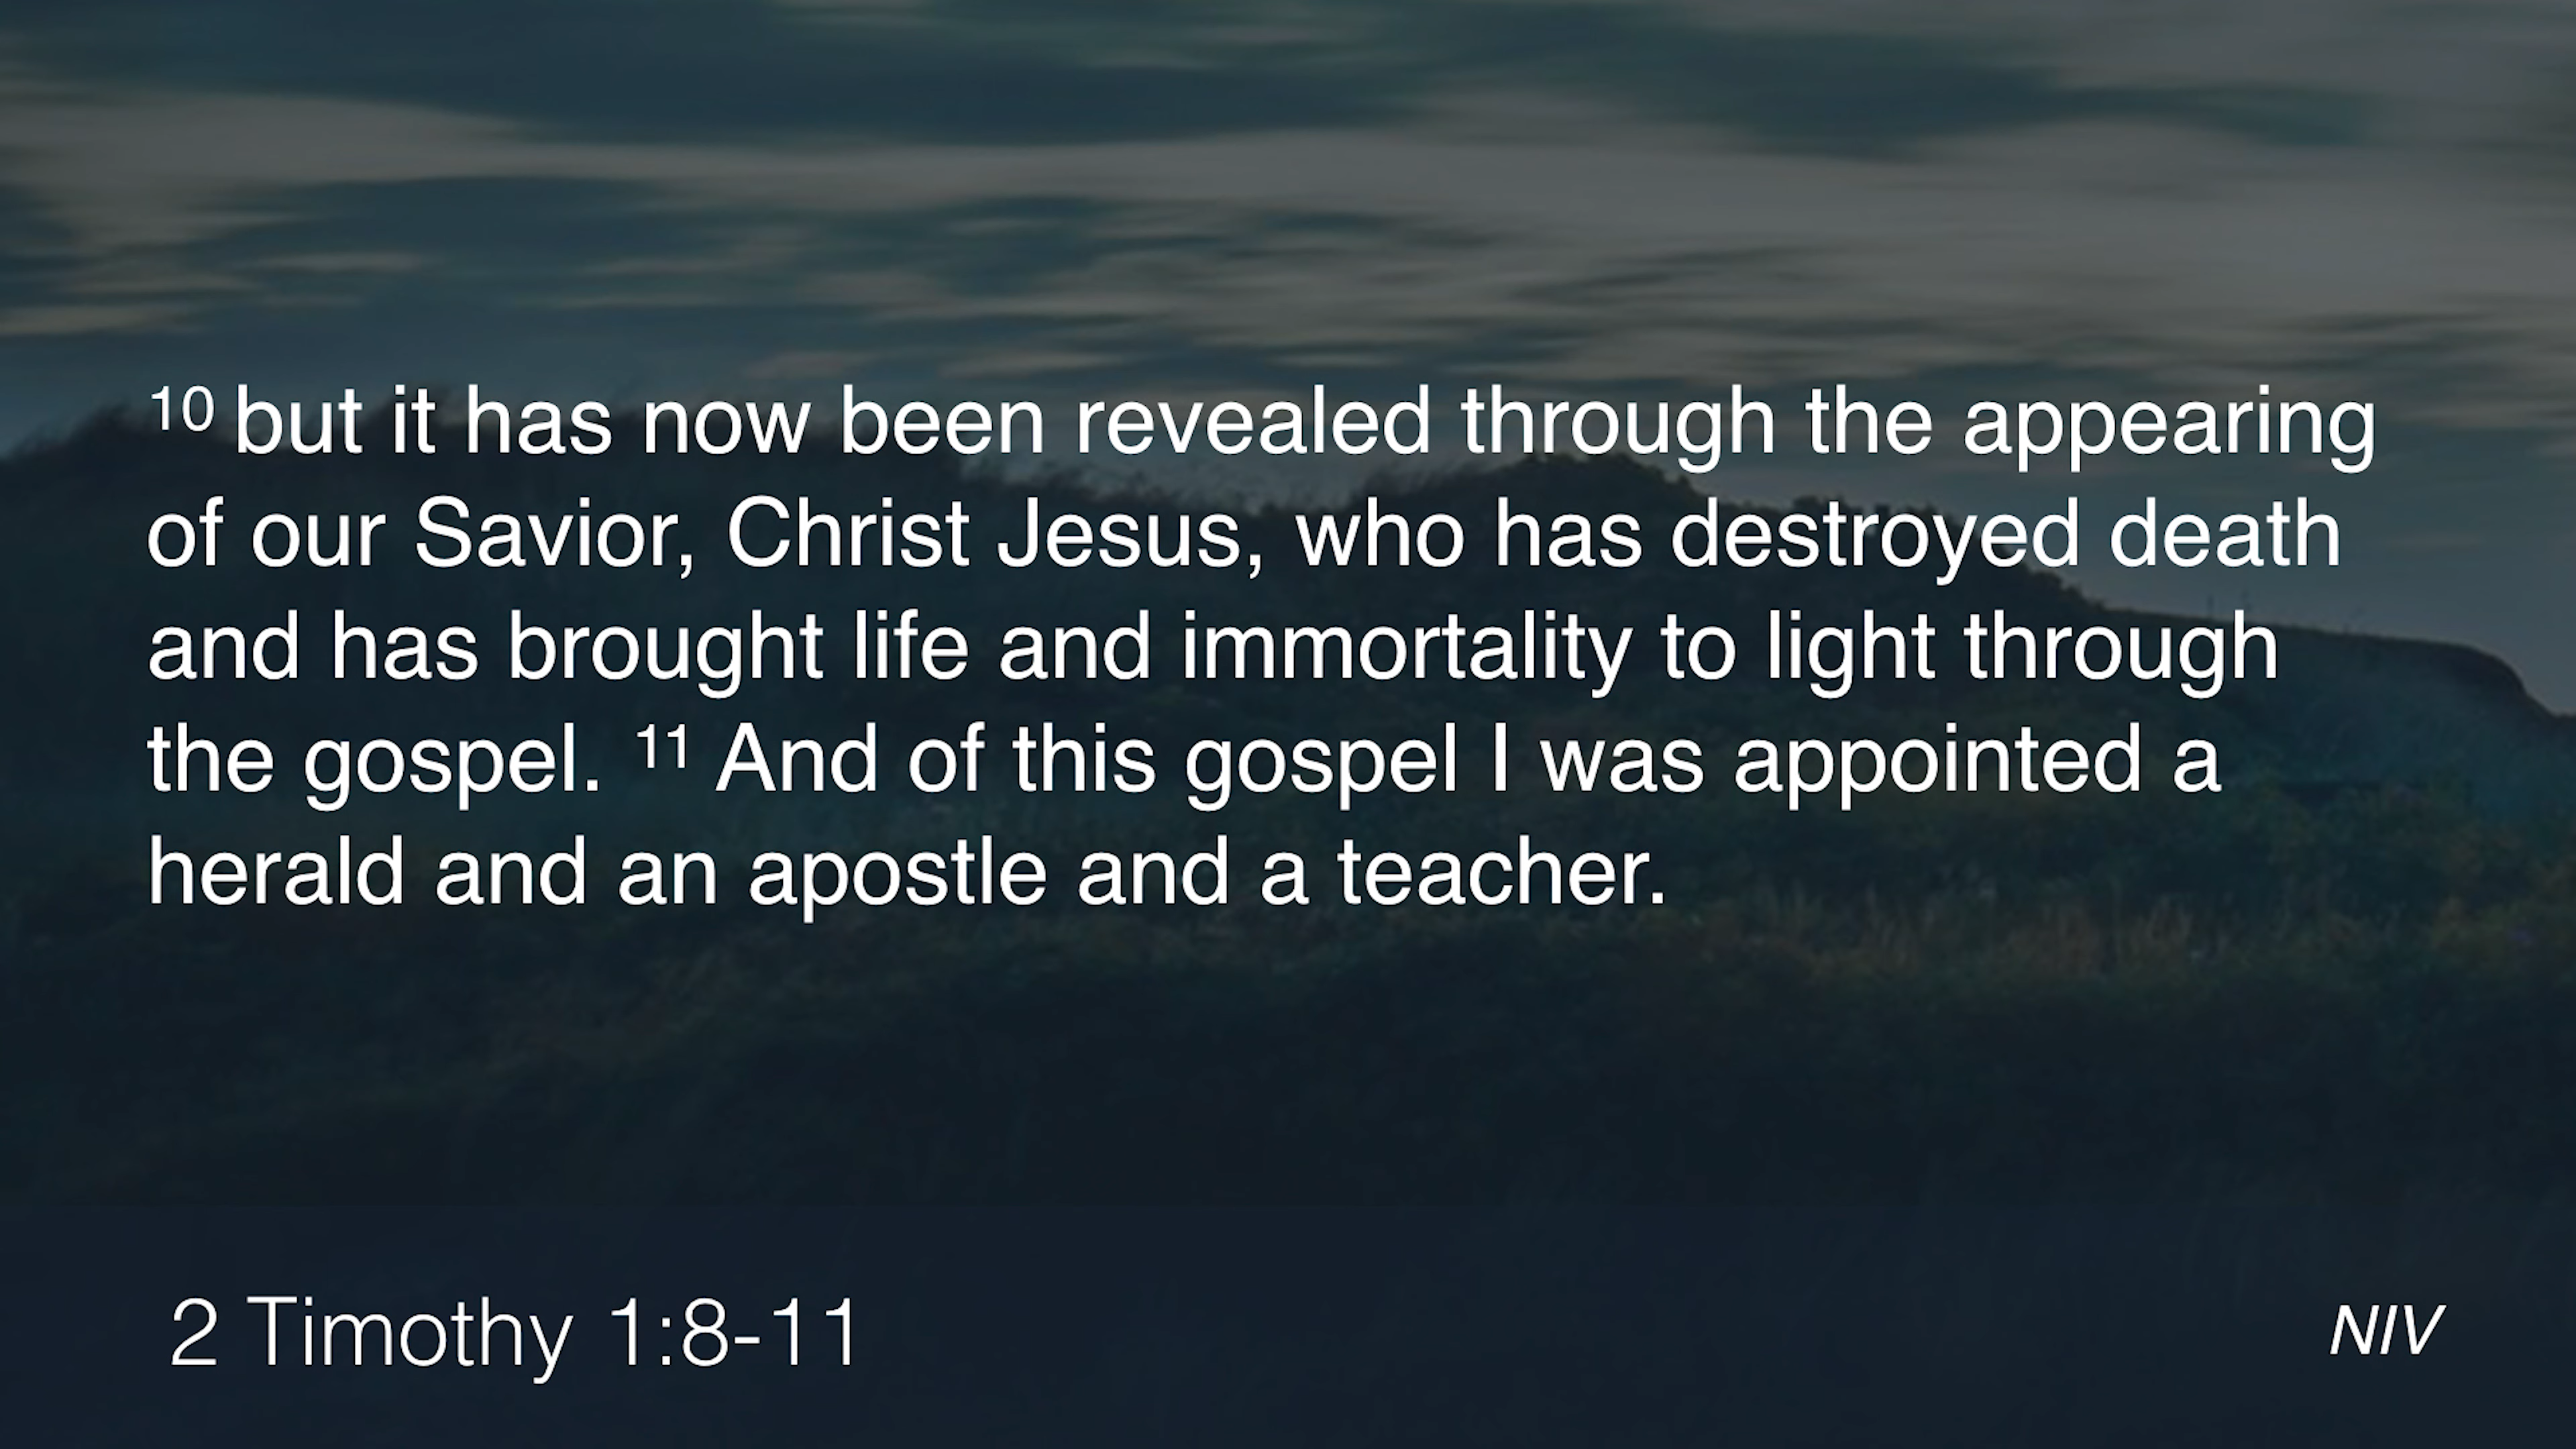 10 but it has now been revealed through the appearing
of our Savior, Christ Jesus, who has destroyed death
and has brought life and immortality to light through
the gospel. 11 And of this gospel I was appointed a
herald and an apostle and a teacher.
2 Timothy 1:8-11
NIV